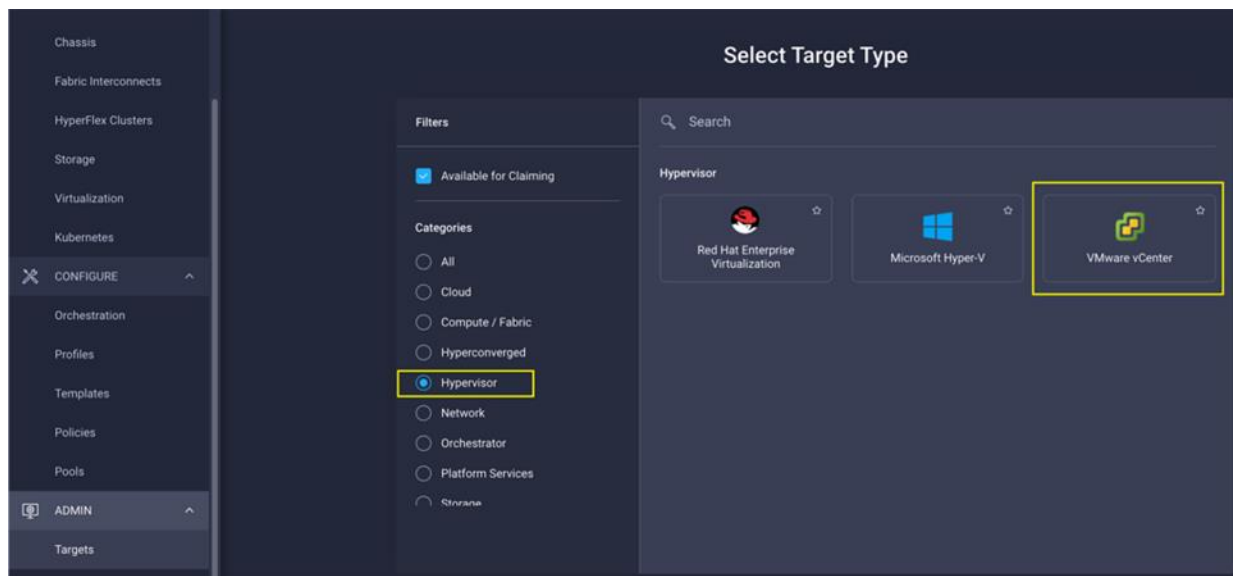 Chassis
Fabric Interconnects
HyperFlex Clusters
Storage
Virtualization
Kubernetes
CONFIGURE
Orchestration
Profiles
Templates
Policies
Pools
ADMIN
Targets
Select Target Type
Filters
Available for Claiming
Categories
All
Cloud
Compute / Fabric
Hyperconverged
Hypervisor
Network
Orchestrator
Platform Services
Storage
Search
Hypervisor
Red Hat Enterprise
Virtualization
Microsoft Hyper-V
VMware vCenter